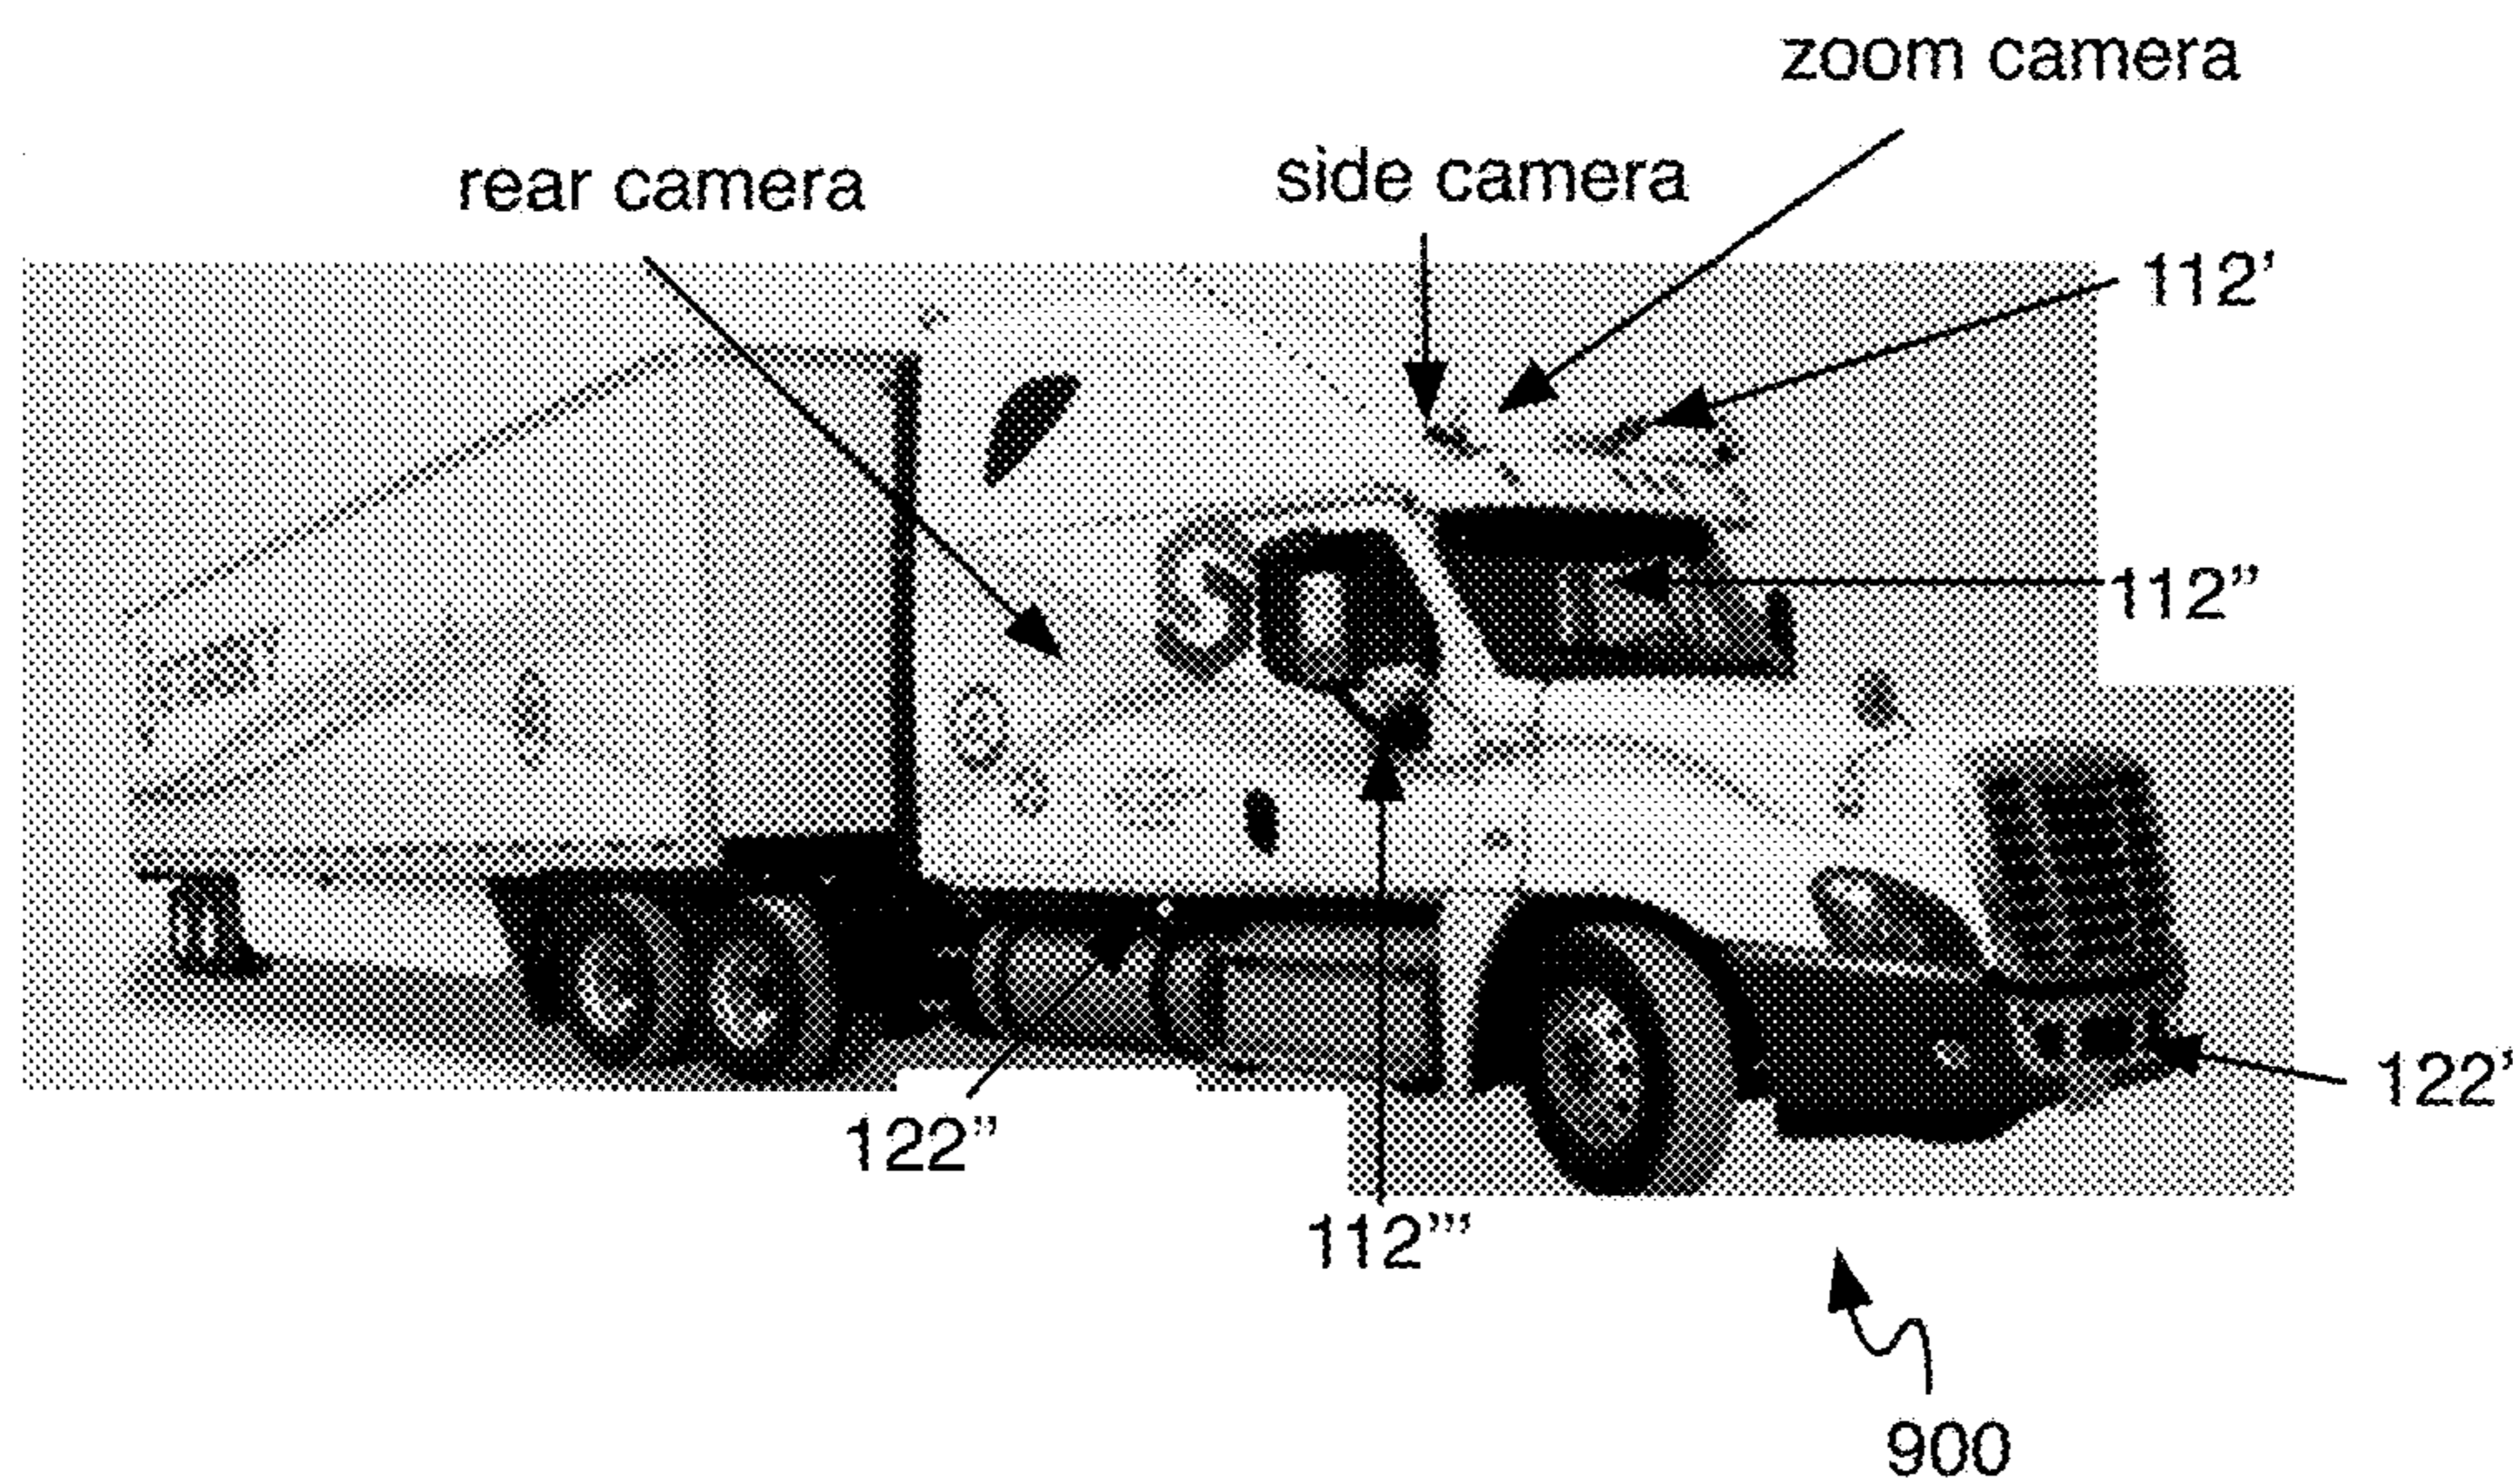 zoom camera
side camera
rear camera
112'
112”
122'
122”
112”’
900